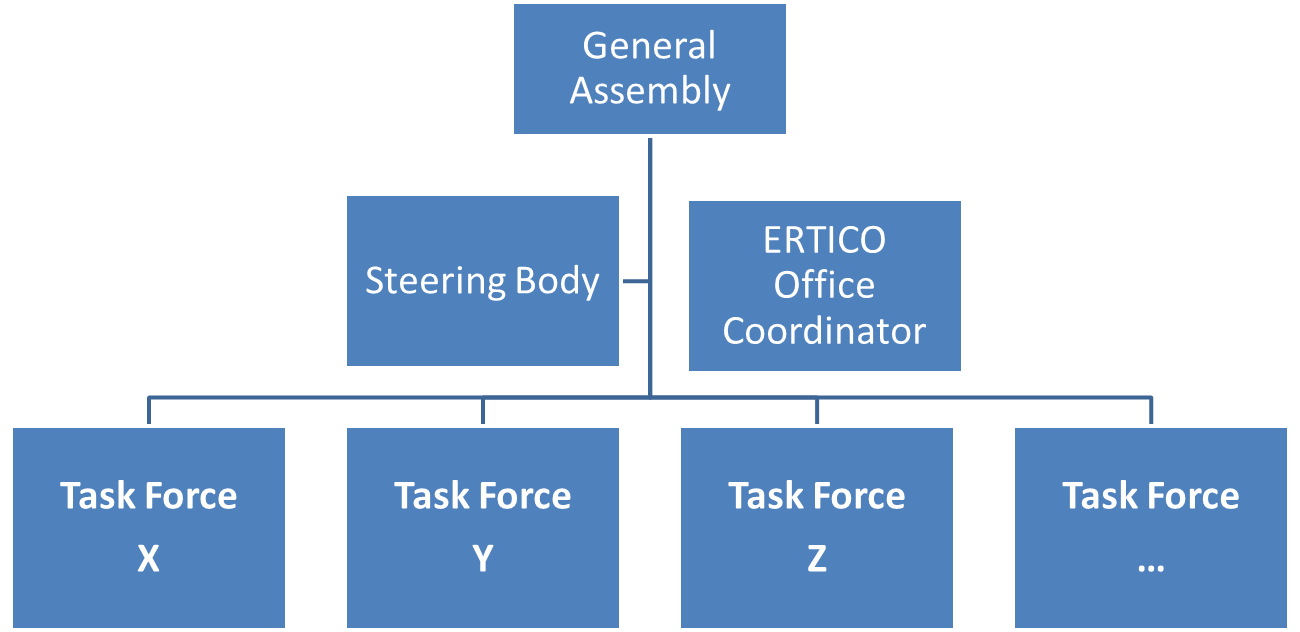 General
Assembly
Steering Body
ERTICO
Office
Coordinator
Task Force
X
Task Force
Y
Task Force
Z
Task Force
...